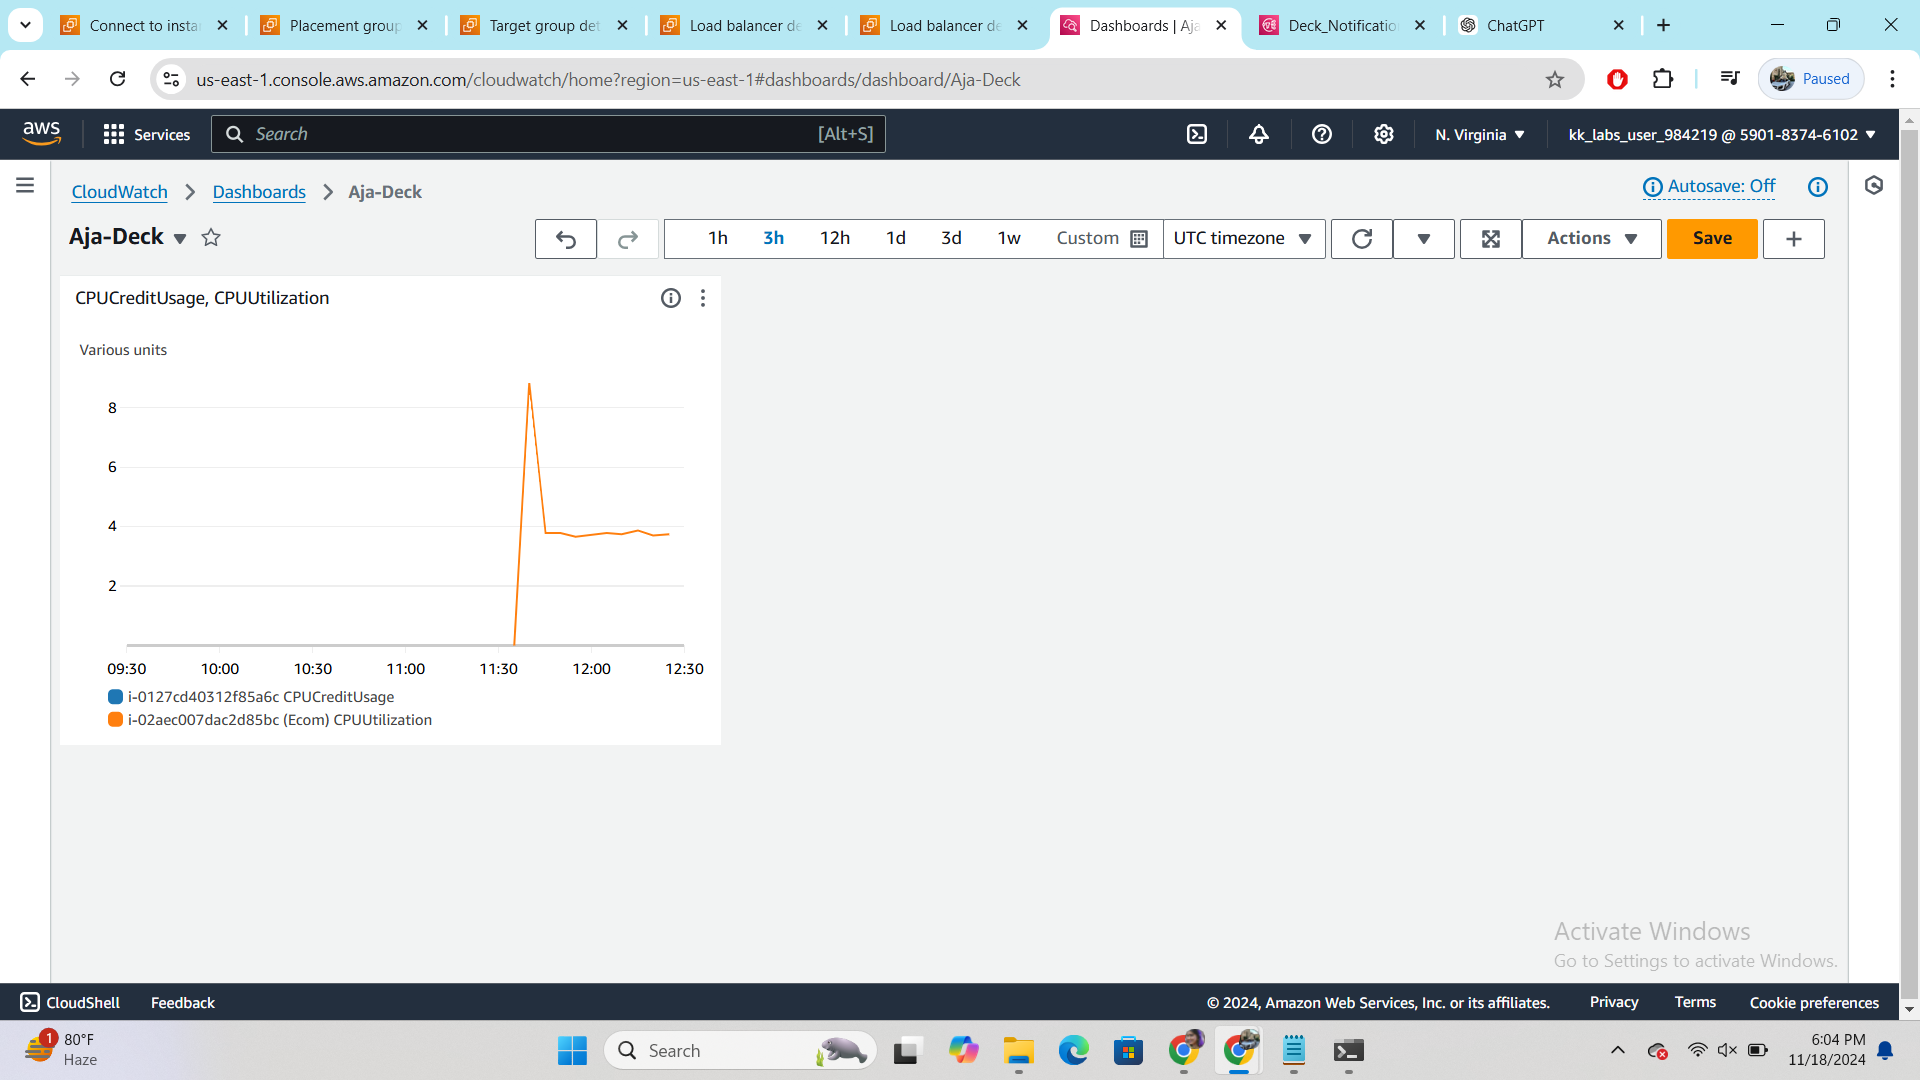 Connect to insta
Placement group
Target group det
Load balancer de
Load balancer de
Dashboards | Aja
Deck_Notificatio
ChatGPT
us-east-1.console.aws.amazon.com/cloudwatch/home?region=us-east-1#dashboards/dashboard/Aja-Deck
Paused
aws
Services
Search
[Alt+S]
N. Virginia
kk_labs_user_984219 @ 5901-8374-6102
CloudWatch
Dashboards
Aja-Deck
Autosave: Off
Aja-Deck
1h
3h
12h
1d
3d
1w
Custom
UTC timezone
Actions
Save
CPUCreditUsage, CPUUtilization
Various units
8
6
4
2
09:30
10:00
10:30
11:00
11:30
12:00
12:30
i-0127cd40312f85a6c CPUCreditUsage
i-02aec007dac2d85bc (Ecom) CPUUtilization
Activate Windows
Go to Settings to activate Windows.
CloudShell
Feedback
© 2024, Amazon Web Services, Inc. or its affiliates.
Privacy
Terms
Cookie preferences
1
80°F
Haze
Search
6:04 PM
11/18/2024